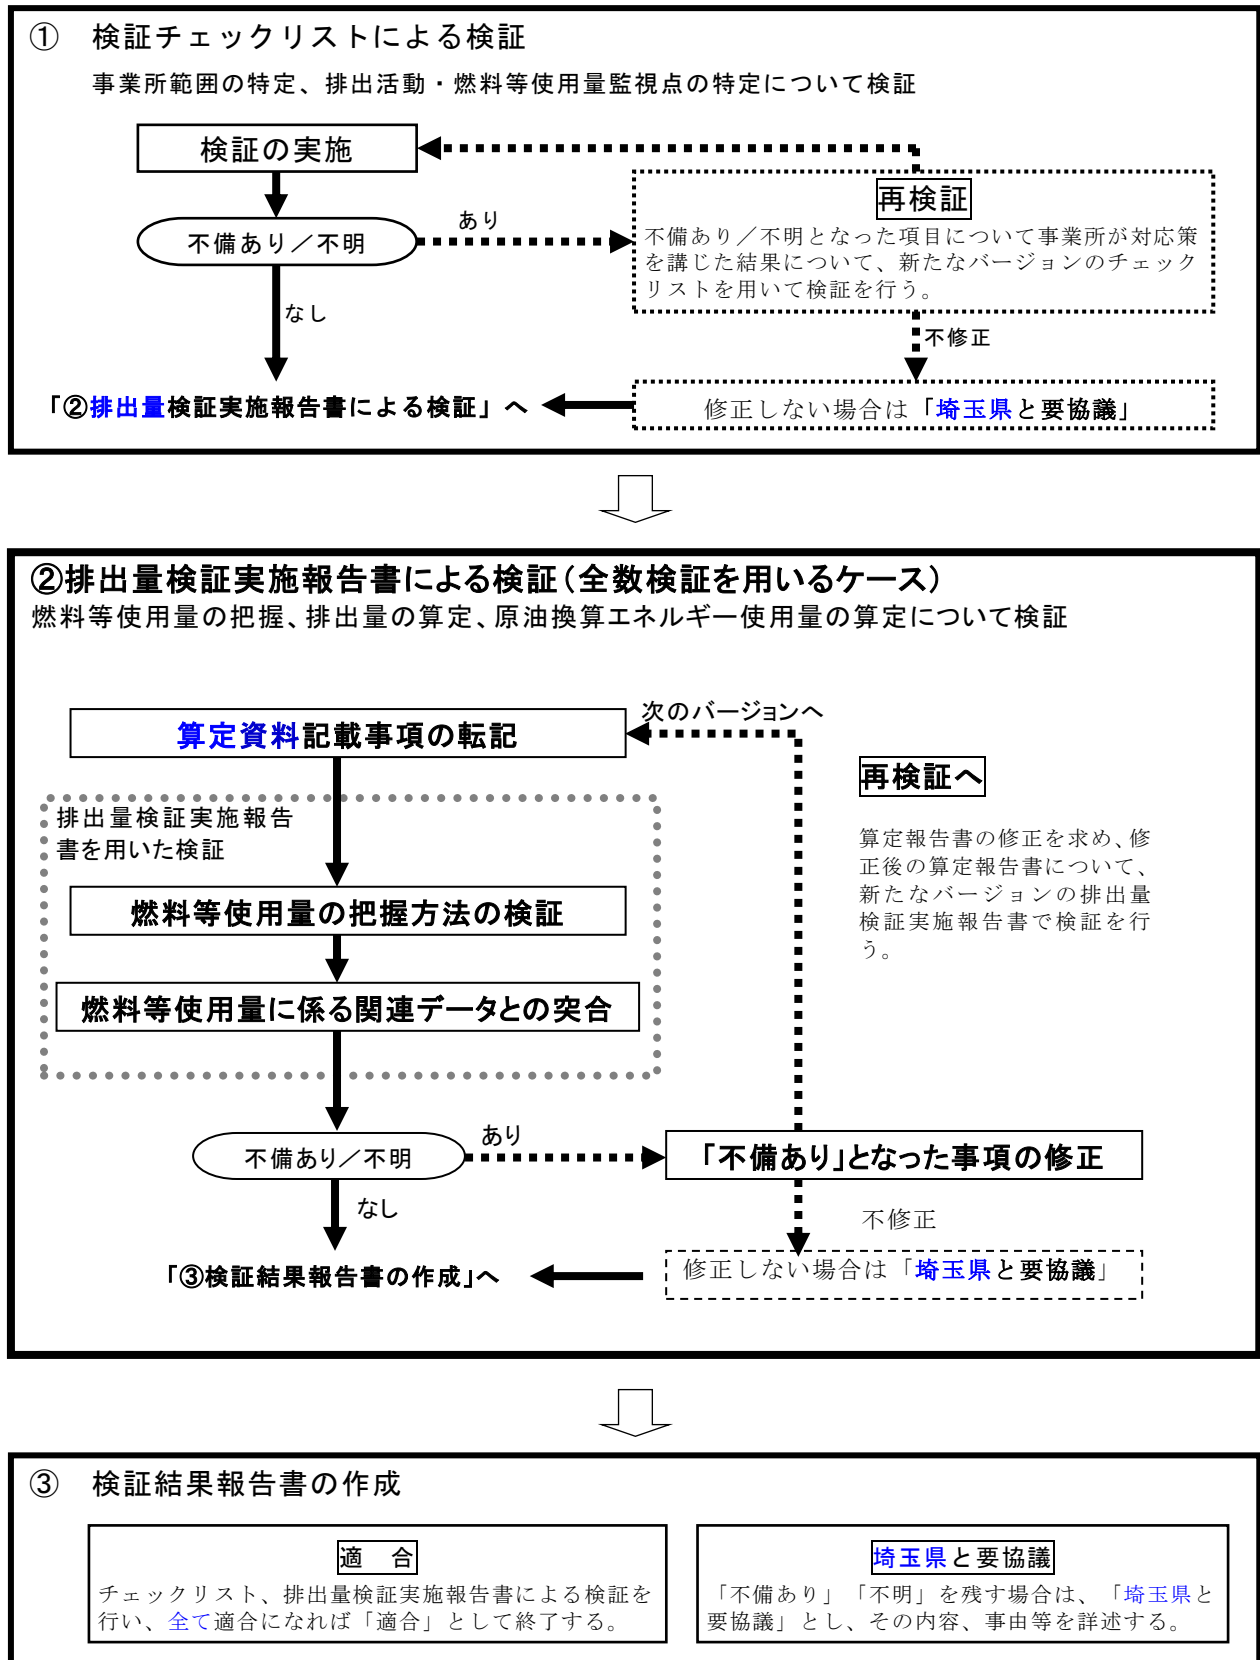 ① 検証チェックリストによる検証
事業所範囲の特定、排出活動・燃料等使用量監視点の特定について検証
検証の実施
再検証
あり
不備あり／不明
不備あり／不明となった項目について事業所が対応策
を講じた結果について、新たなバージョンのチェック
リストを用いて検証を行う。
なし
不修正
「②排出量検証実施報告書による検証」へ
修正しない場合は「埼玉県と要協議」
②排出量検証実施報告書による検証（全数検証を用いるケース）
燃料等使用量の把握、排出量の算定、原油換算エネルギー使用量の算定について検証
次のバージョンへ
算定資料記載事項の転記
再検証へ
排出量検証実施報告
書を用いた検証
算定報告書の修正を求め、修
正後の算定報告書について、
新たなバージョンの排出量
検証実施報告書で検証を行
う。
燃料等使用量の把握方法の検証
燃料等使用量に係る関連データとの突合
あり
不備あり／不明
「不備あり」となった事項の修正
なし
不修正
「③検証結果報告書の作成」へ
修正しない場合は「埼玉県と要協議」
③ 検証結果報告書の作成
適 合
チェックリスト、排出量検証実施報告書による検証を
行い、全て適合になれば「適合」として終了する。
埼玉県と要協議
「不備あり」「不明」を残す場合は、「埼玉県と
要協議」とし、その内容、事由等を詳述する。